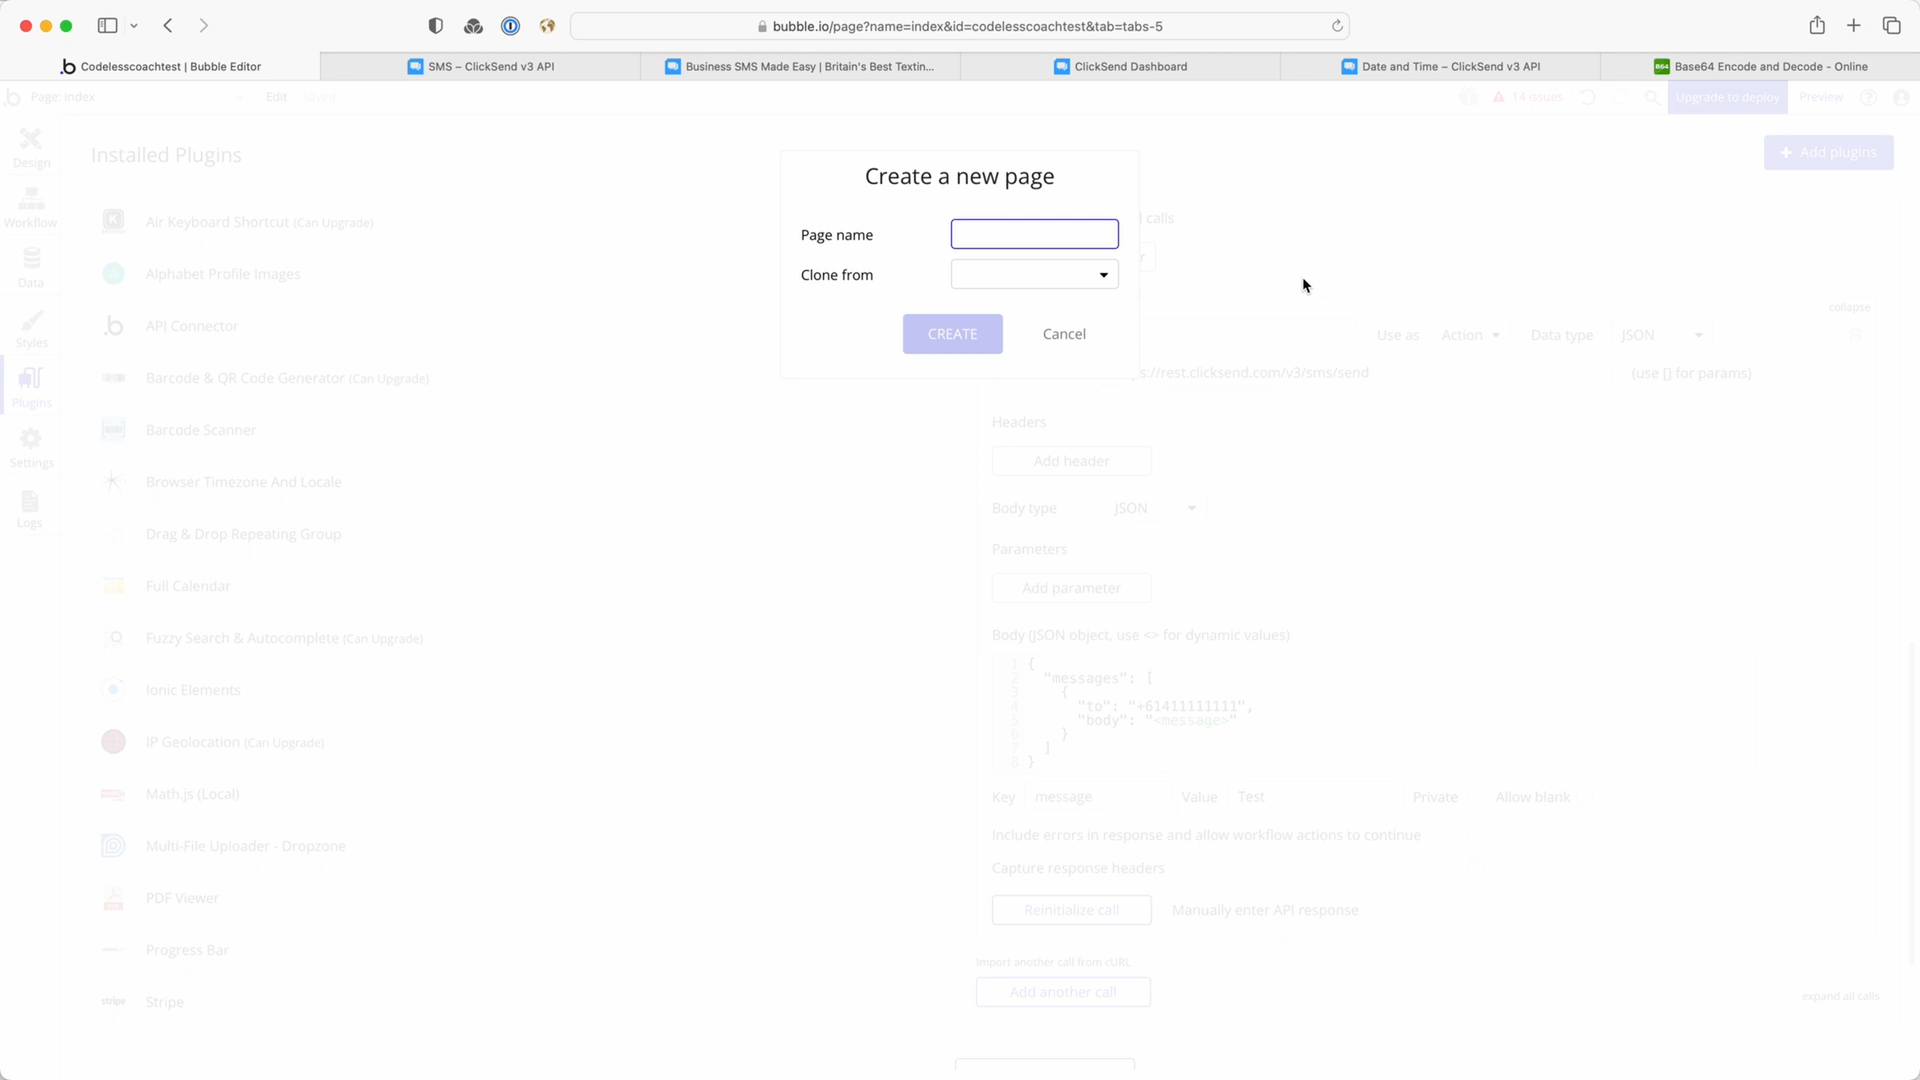 bubble.io/page?name=index&id=codelesscoachtest&tab=tabs-5
Codelesscoachtest | Bubble Editor
SMS – ClickSend v3 API
Business SMS Made Easy | Britain's Best Textin...
ClickSend Dashboard
Date and Time – ClickSend v3 API
B64
Base64 Encode and Decode - Online
Page: Index
Edit
Saved
14 issues
Upgrade to deploy
Preview
Design
Workflow
Data
Styles
Plugins
Settings
Logs
Installed Plugins
+ Add plugins
Air Keyboard Shortcut (Can Upgrade)
Alphabet Profile Images
API Connector
Barcode & QR Code Generator (Can Upgrade)
Barcode Scanner
Browser Timezone And Locale
Drag & Drop Repeating Group
Full Calendar
Fuzzy Search & Autocomplete (Can Upgrade)
Ionic Elements
IP Geolocation (Can Upgrade)
Math.js (Local)
Multi-File Uploader - Dropzone
PDF Viewer
Progress Bar
stripe
Stripe
Create a new page
Page name
Clone from
CREATE
Cancel
calls
r
collapse
Use as
Action
Data type
JSON
s://rest.clicksend.com/v3/sms/send
(use [] for params)
Headers
Add header
Body type
JSON
Parameters
Add parameter
Body (JSON object, use <> for dynamic values)
1 {
2 "messages": [
3 {
4 "to": "+61411111111",
5 "body": "<message>"
6 }
7 ]
8 }
Key
message
Value
Test
Private
Allow blank
Include errors in response and allow workflow actions to continue
Capture response headers
Reinitialize call
Manually enter API response
Import another call from cURL
Add another call
expand all calls